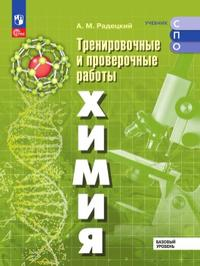 А. М. Радецкий
УЧЕБНИК
СПО
Тренировочные
и проверочные
работы
ХИМИЯ
БАЗОВЫЙ
УРОВЕНЬ